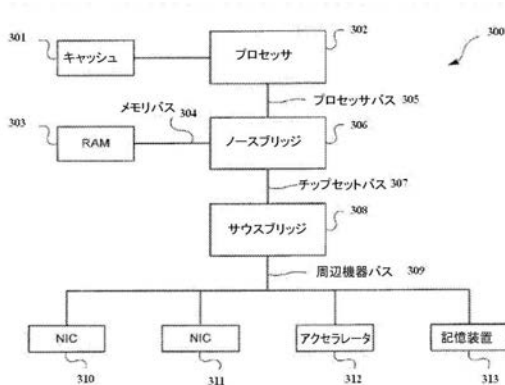 301
キャッシュ
プロセッサ
302
300
プロセッサバス 305
メモリバス
304
303
RAM
ノースブリッジ
306
チップセットバス 307
サウスブリッジ
308
周辺機器バス 309
NIC
NIC
アクセラレータ
記憶装置
310
311
312
313